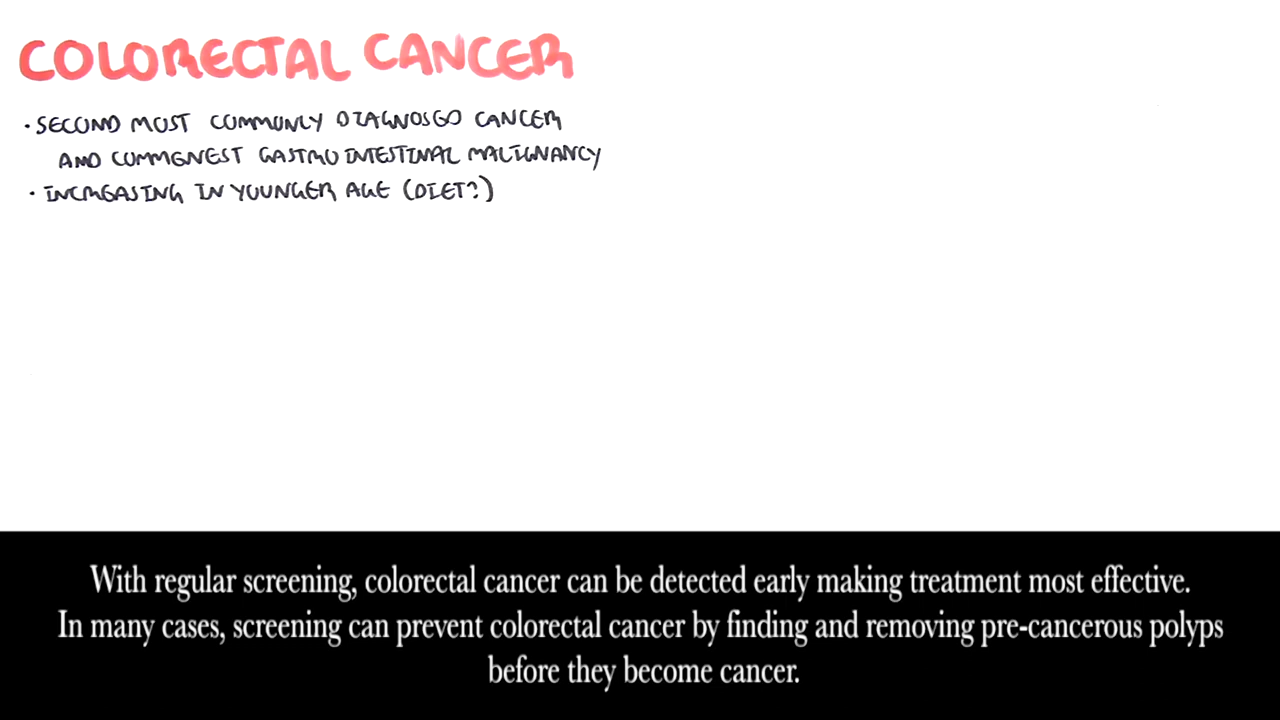 COLORECTAL CANCER
· SECOND MOST COMMONLY DIAGNOSED CANCER
AND COMMENEST GASTROINTESTINAL MALIGNANCY
· INCREASING IN YOUNGER AGE (DIET?)
With regular screening, colorectal cancer can be detected early making treatment most effective.
In many cases, screening can prevent colorectal cancer by finding and removing pre-cancerous polyps
before they become cancer.